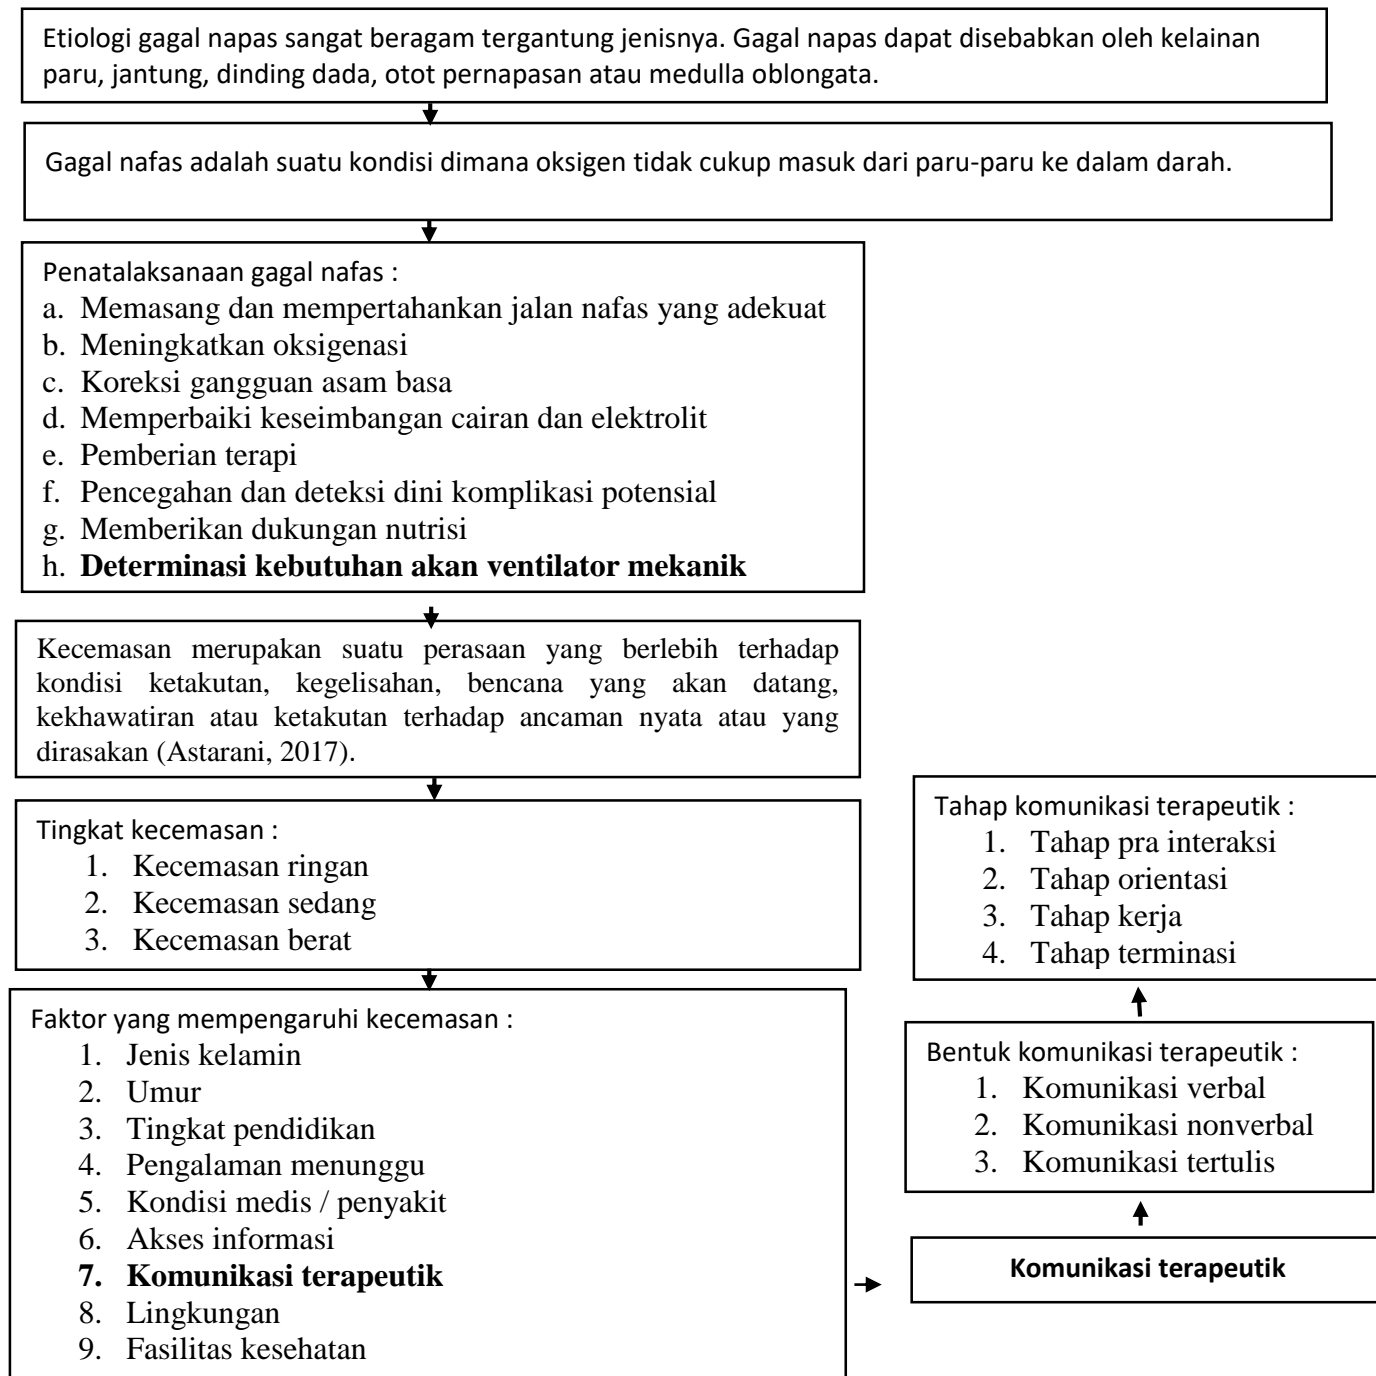 Etiologi gagal napas sangat beragam tergantung jenisnya. Gagal napas dapat disebabkan oleh kelainan
paru, jantung, dinding dada, otot pernapasan atau medulla oblongata.
Gagal nafas adalah suatu kondisi dimana oksigen tidak cukup masuk dari paru-paru ke dalam darah.
Penatalaksanaan gagal nafas :
a. Memasang dan mempertahankan jalan nafas yang adekuat
b. Meningkatkan oksigenasi
c. Koreksi gangguan asam basa
d. Memperbaiki keseimbangan cairan dan elektrolit
e. Pemberian terapi
f. Pencegahan dan deteksi dini komplikasi potensial
g. Memberikan dukungan nutrisi
h. Determinasi kebutuhan akan ventilator mekanik
Kecemasan merupakan suatu perasaan yang berlebih terhadap
kondisi ketakutan, kegelisahan, bencana yang akan datang,
kekhawatiran atau ketakutan terhadap ancaman nyata atau yang
dirasakan (Astarani, 2017).
Tingkat kecemasan :
1. Kecemasan ringan
2. Kecemasan sedang
3. Kecemasan berat
Faktor yang mempengaruhi kecemasan :
1. Jenis kelamin
2. Umur
3. Tingkat pendidikan
4. Pengalaman menunggu
5. Kondisi medis / penyakit
6. Akses informasi
7. Komunikasi terapeutik
8. Lingkungan
9. Fasilitas kesehatan
Tahap komunikasi terapeutik :
1. Tahap pra interaksi
2. Tahap orientasi
3. Tahap kerja
4. Tahap terminasi
Bentuk komunikasi terapeutik :
1. Komunikasi verbal
2. Komunikasi nonverbal
3. Komunikasi tertulis
Komunikasi terapeutik